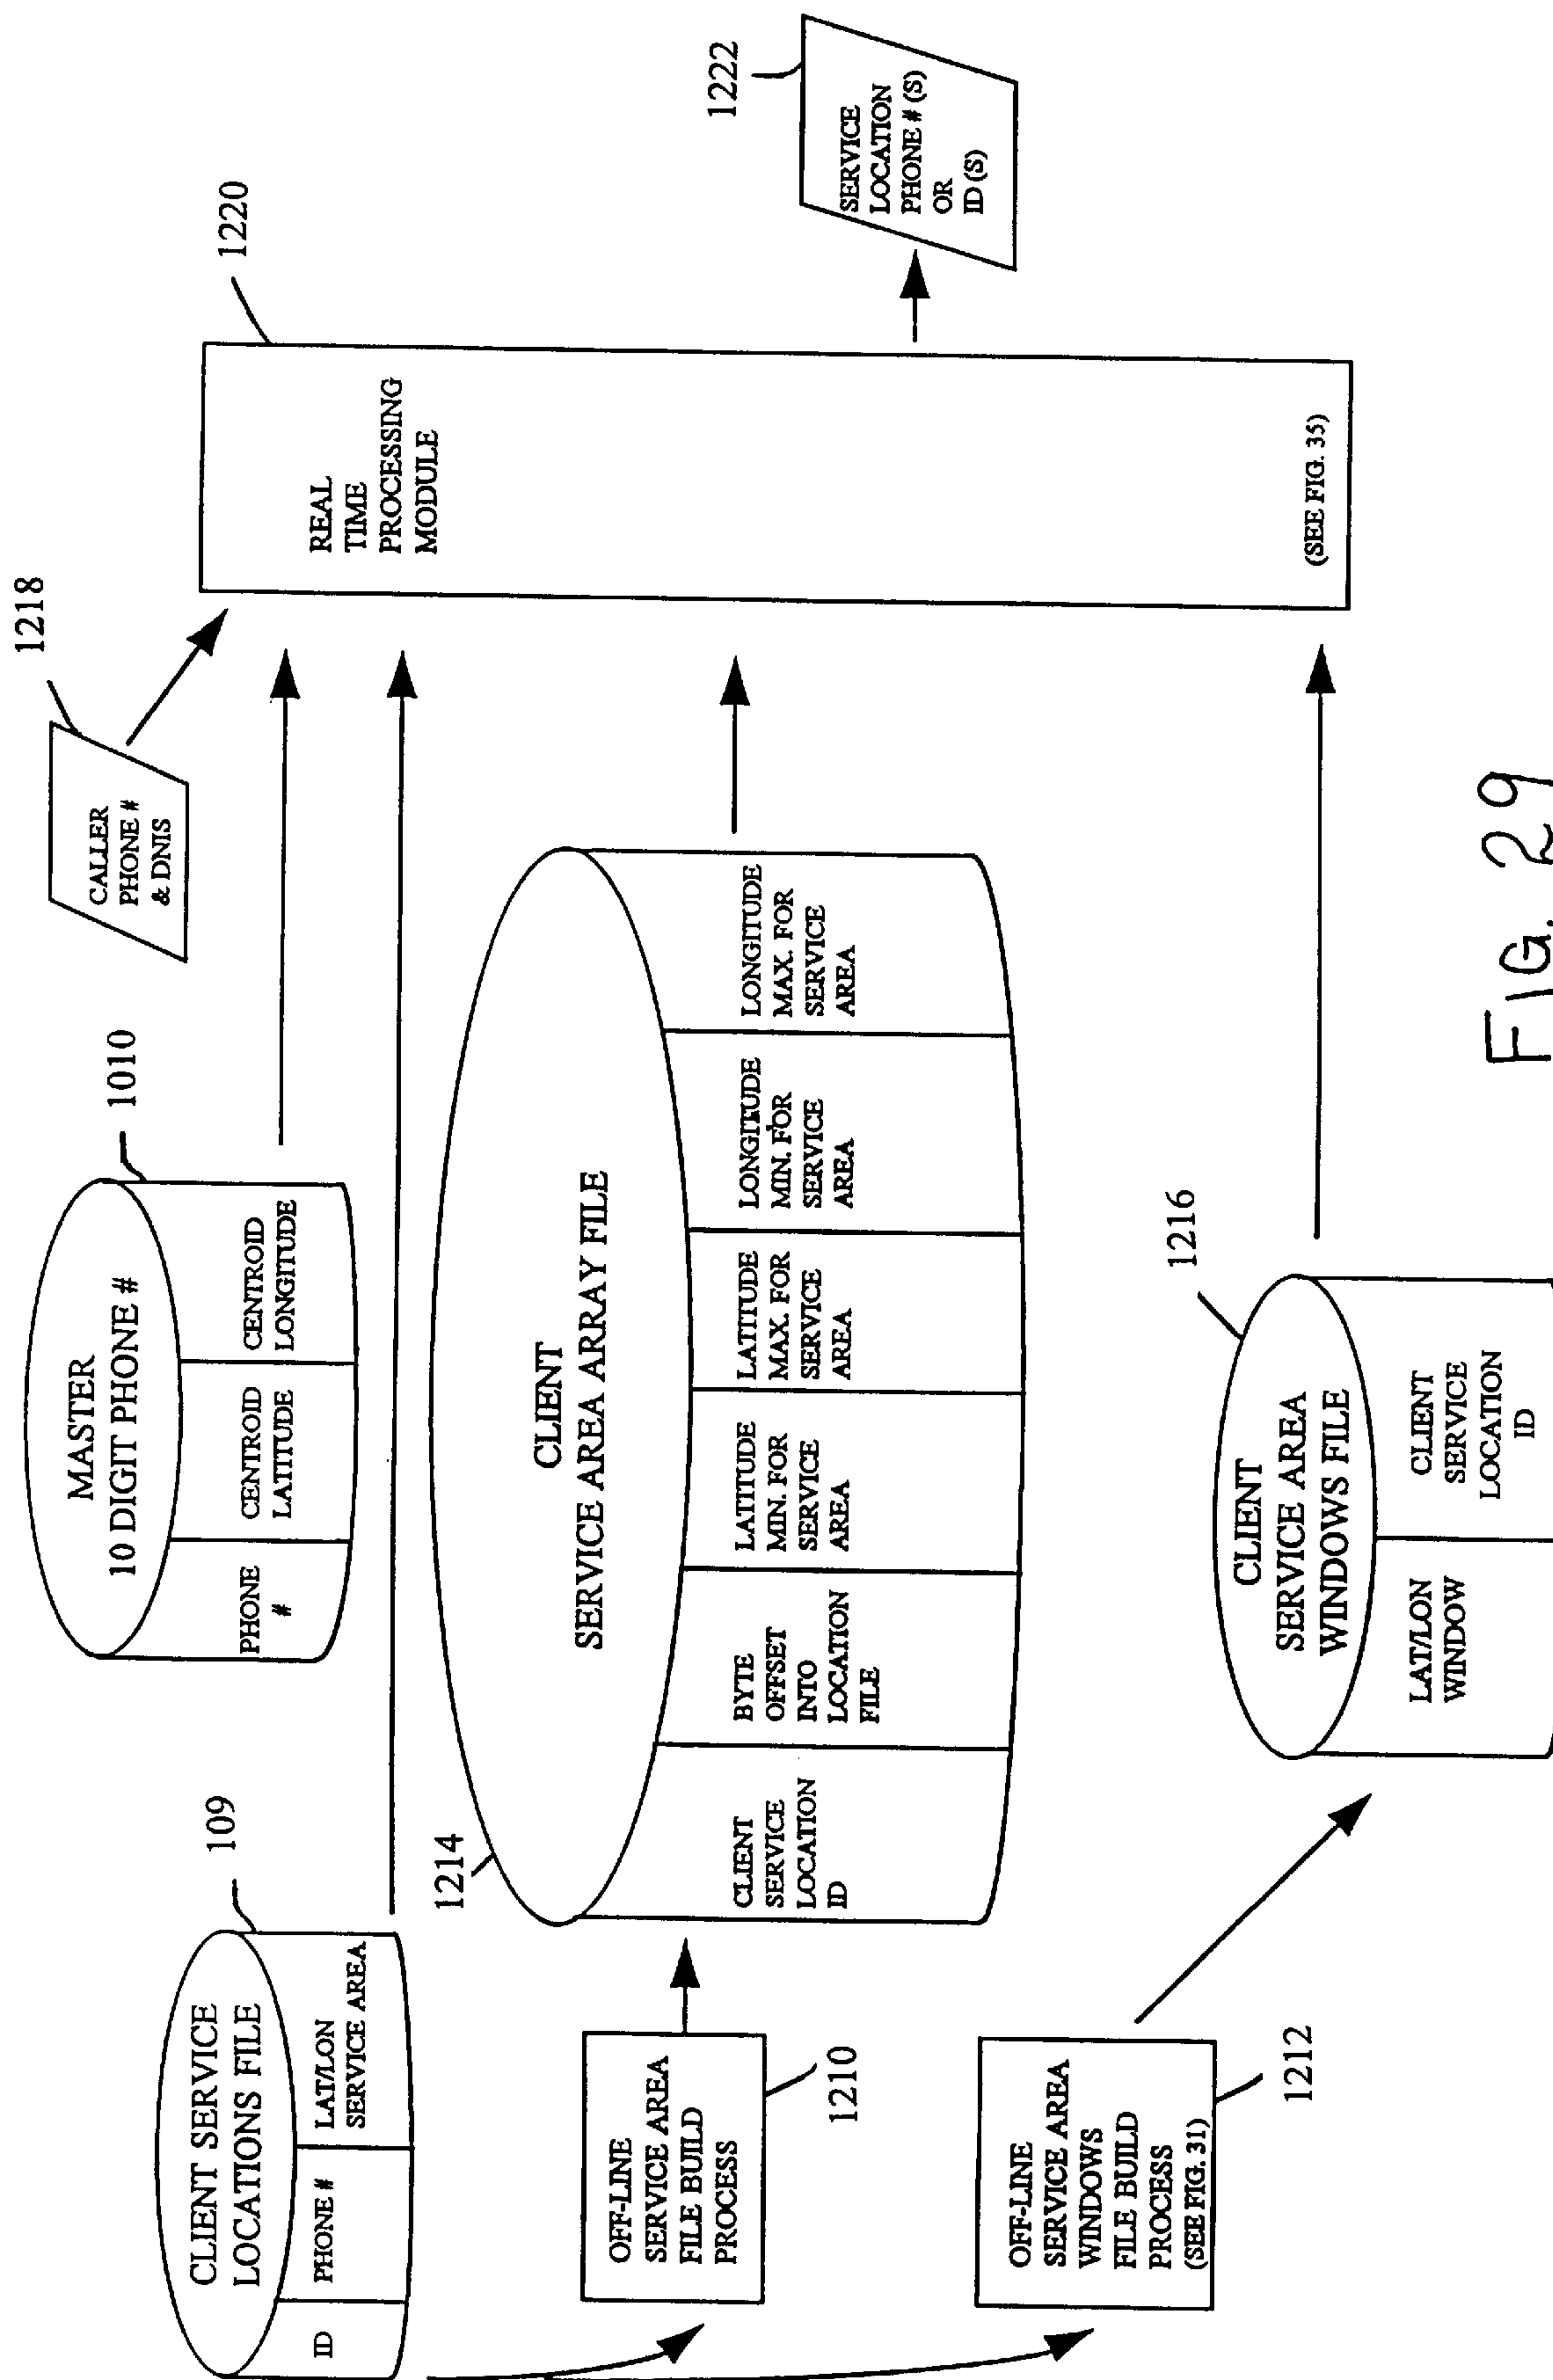 CLIENT SERVICE
LOCATIONS FILE
109
ID
PHONE #
LAT/LON
SERVICE AREA
MASTER
10 DIGIT PHONE #
1010
PHONE
#
CENTROID
LATITUDE
CENTROID
LONGITUDE
1218
CALLER
PHONE #
& DNIS
1220
REAL
TIME
PROCESSING
MODULE
(SEE FIG. 35)
1222
SERVICE
LOCATION
PHONE # (S)
OR
ID (S)
OFF-LINE
SERVICE AREA
FILE BUILD
PROCESS
1210
1214
CLIENT
SERVICE AREA ARRAY FILE
CLIENT
SERVICE
LOCATION
ID
BYTE
OFFSET
INTO
LOCATION
FILE
LATITUDE
MIN. FOR
SERVICE
AREA
LATITUDE
MAX. FOR
SERVICE
AREA
LONGITUDE
MIN. FOR
SERVICE
AREA
LONGITUDE
MAX. FOR
SERVICE
AREA
OFF-LINE
SERVICE AREA
WINDOWS
FILE BUILD
PROCESS
(SEE FIG. 31)
1212
1216
CLIENT
SERVICE AREA
WINDOWS FILE
LAT/LON
WINDOW
CLIENT
SERVICE
LOCATION
ID
FIG. 29